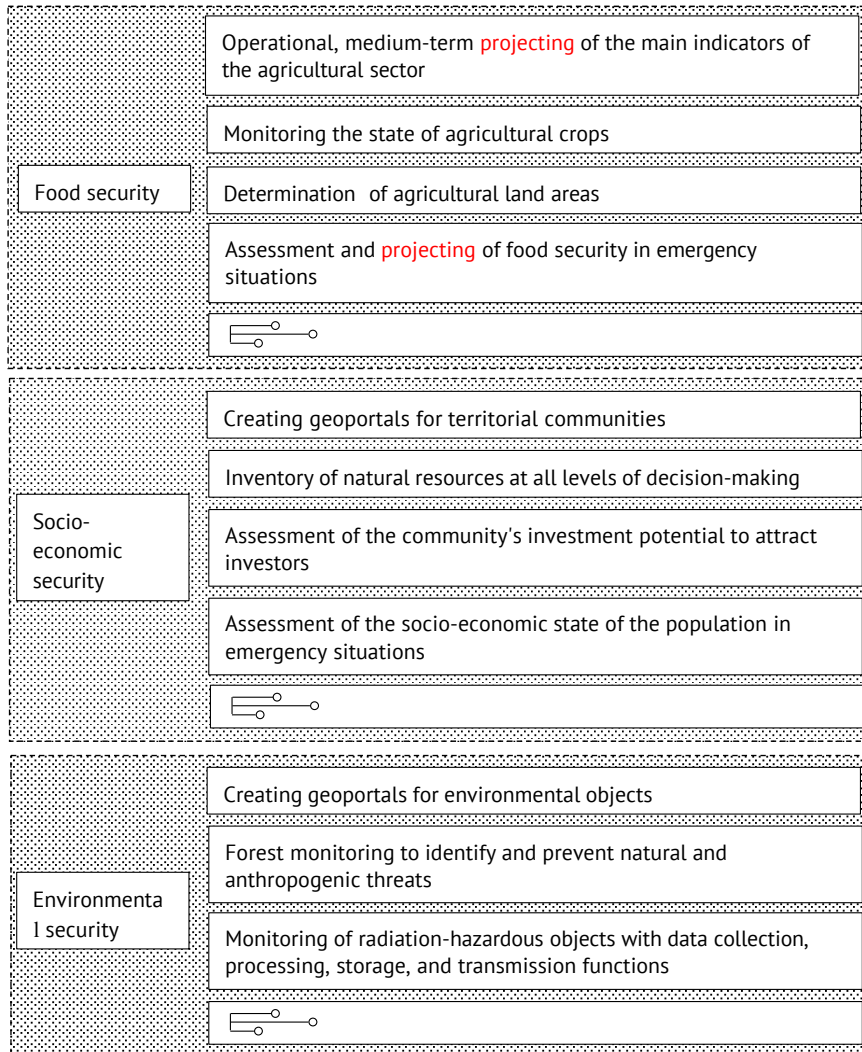 Operational, medium-term projecting of the main indicators of
the agricultural sector
Monitoring the state of agricultural crops
Food security
Determination  of agricultural land areas
Assessment and projecting of food security in emergency
situations
Creating geoportals for territorial communities
Inventory of natural resources at all levels of decision-making
Socio-
economic
security
Assessment of the community's investment potential to attract
investors
Assessment of the socio-economic state of the population in
emergency situations
Creating geoportals for environmental objects
Forest monitoring to identify and prevent natural and
anthropogenic threats
Environmenta
l security
Monitoring of radiation-hazardous objects with data collection,
processing, storage, and transmission functions